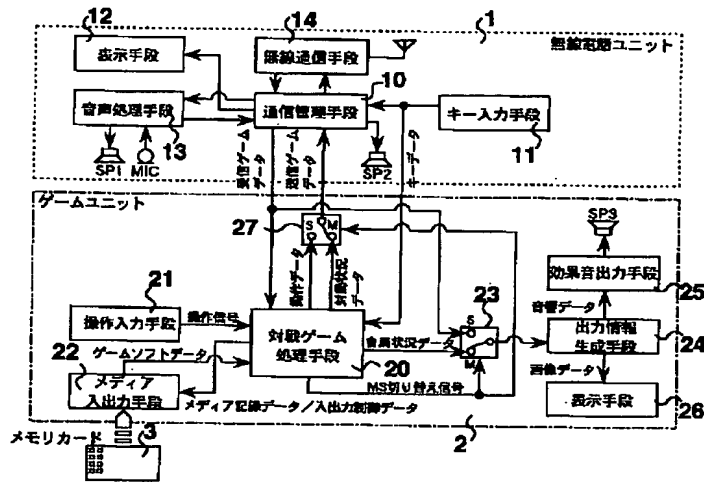 12
14
1
表示手段
無線通信手段
無線電話ユニット
10
音声処理手段
通信管理手段
キー入力手段
13
11
SP1
MIC
SP2
受信ゲームデータ
送信ゲームデータ
キーデータ
ゲームユニット
27
S
M
SP3
操作データ
対戦状況データ
効果音出力手段
25
21
操作入力手段
操作信号
23
S
M
音響データ
対戦ゲーム処理手段
音画状況データ
出力情報生成手段
24
22
ゲームソフトデータ
20
メディア入出力手段
MS切り替え信号
画像データ
表示手段
26
メディア記録データ/入出力制御データ
2
メモリカード
3